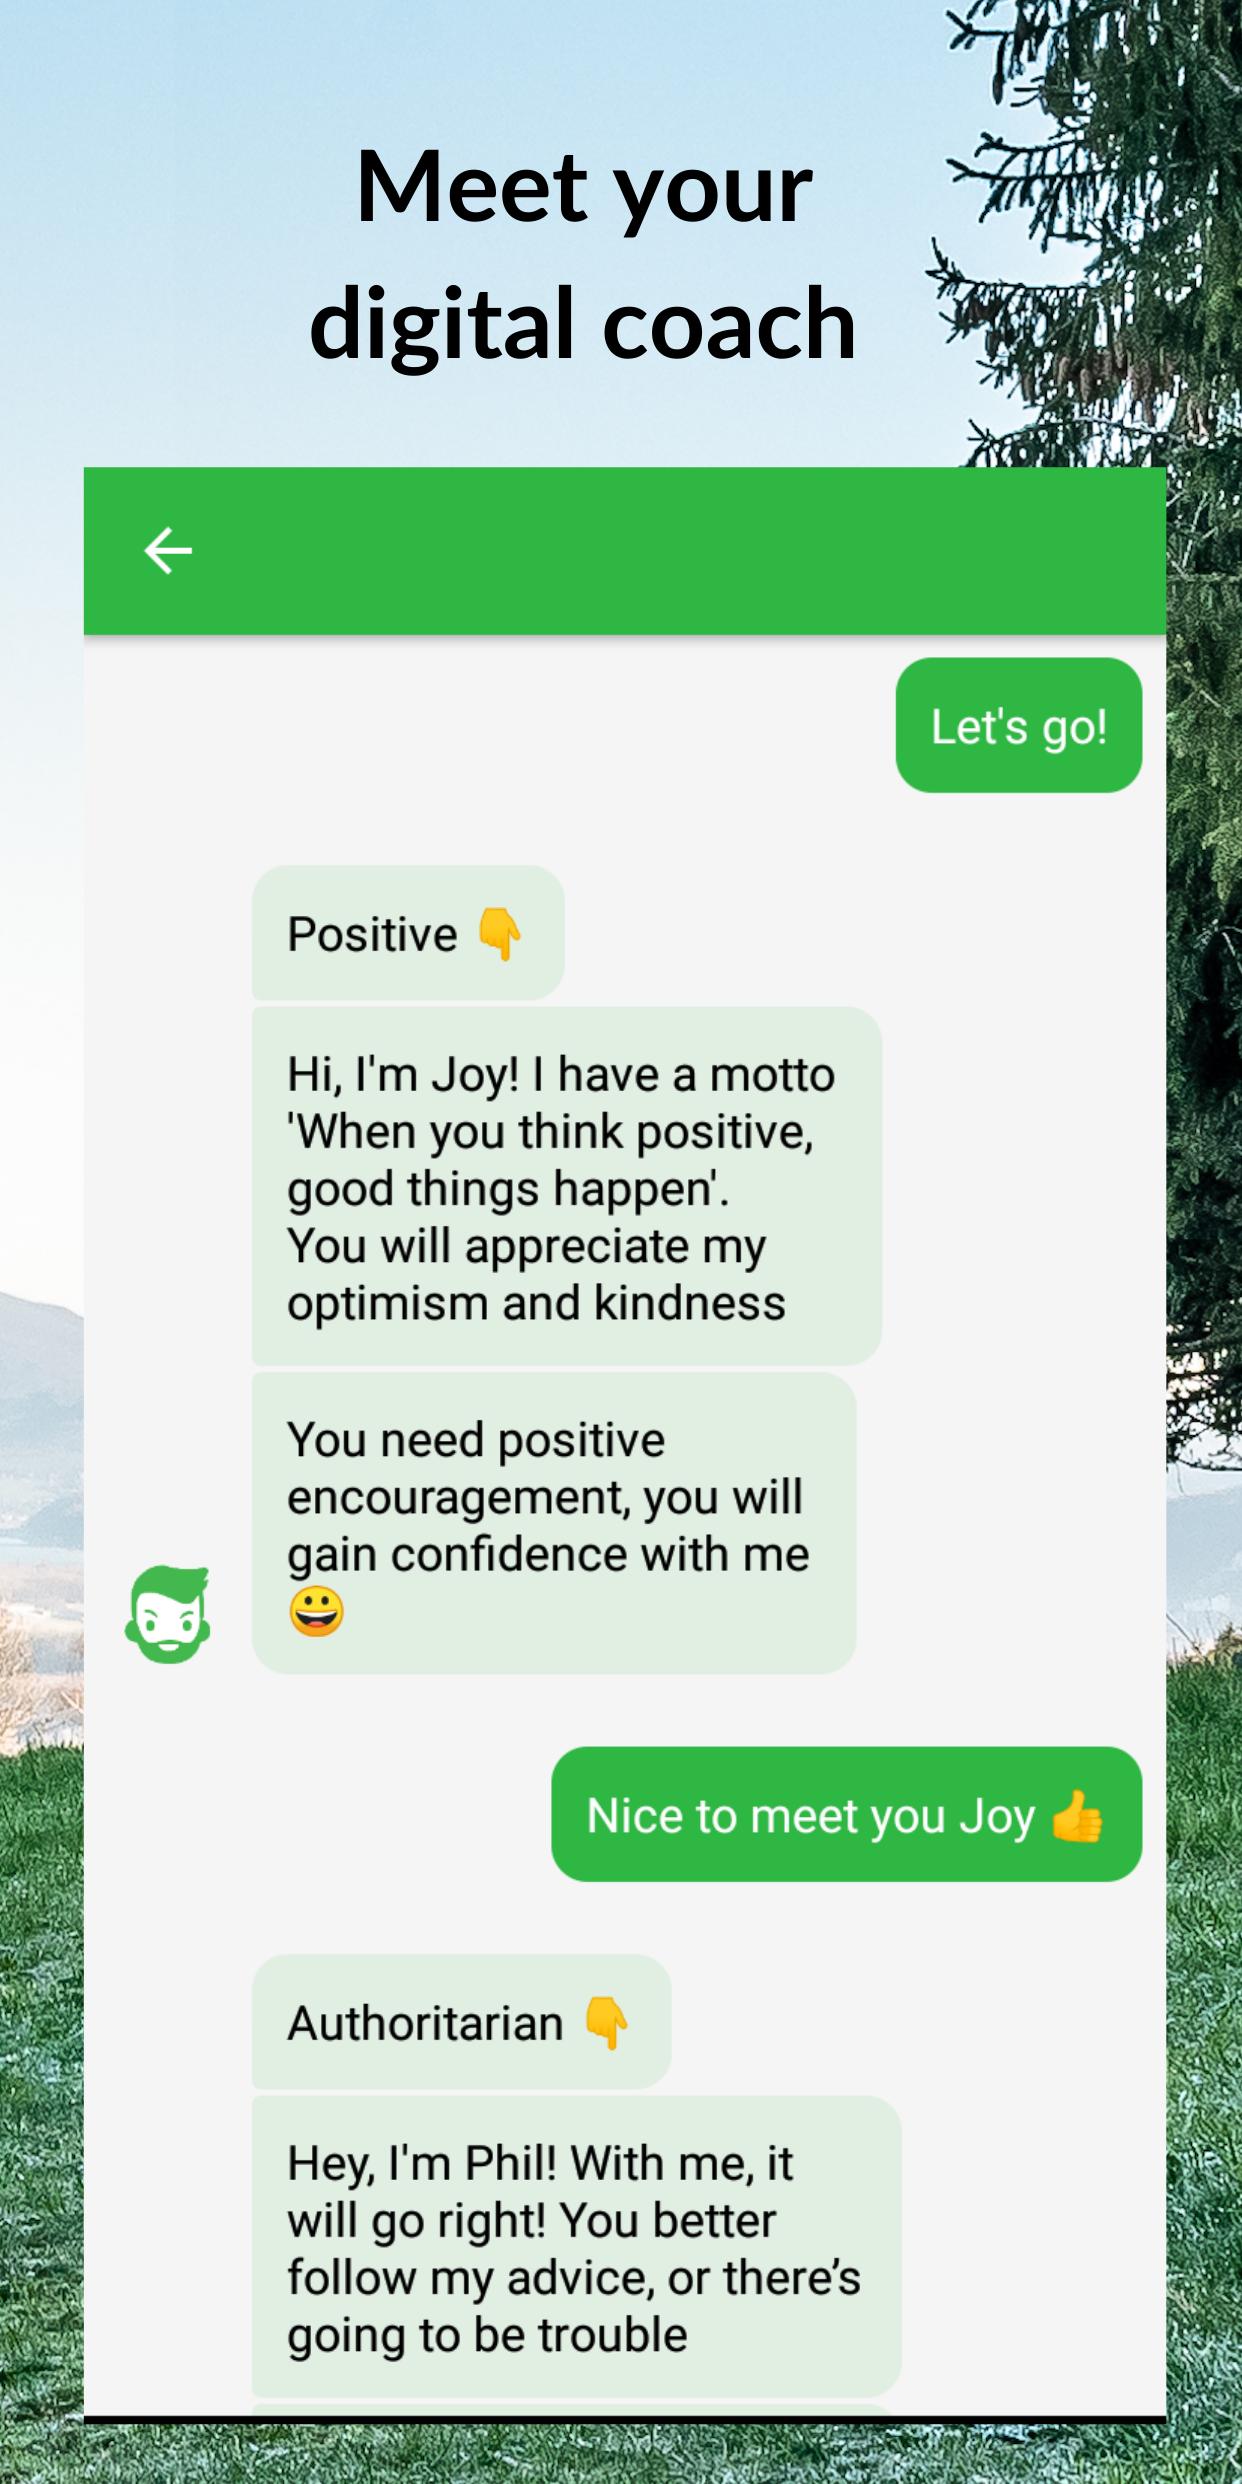 Meet your
digital coach
Let's go!
Positive 👇
Hi, I'm Joy! I have a motto
'When you think positive,
good things happen'.
You will appreciate my
optimism and kindness
You need positive
encouragement, you will
gain confidence with me
😀
Nice to meet you Joy 👍
Authoritarian 👇
Hey, I'm Phil! With me, it
will go right! You better
follow my advice, or there’s
going to be trouble